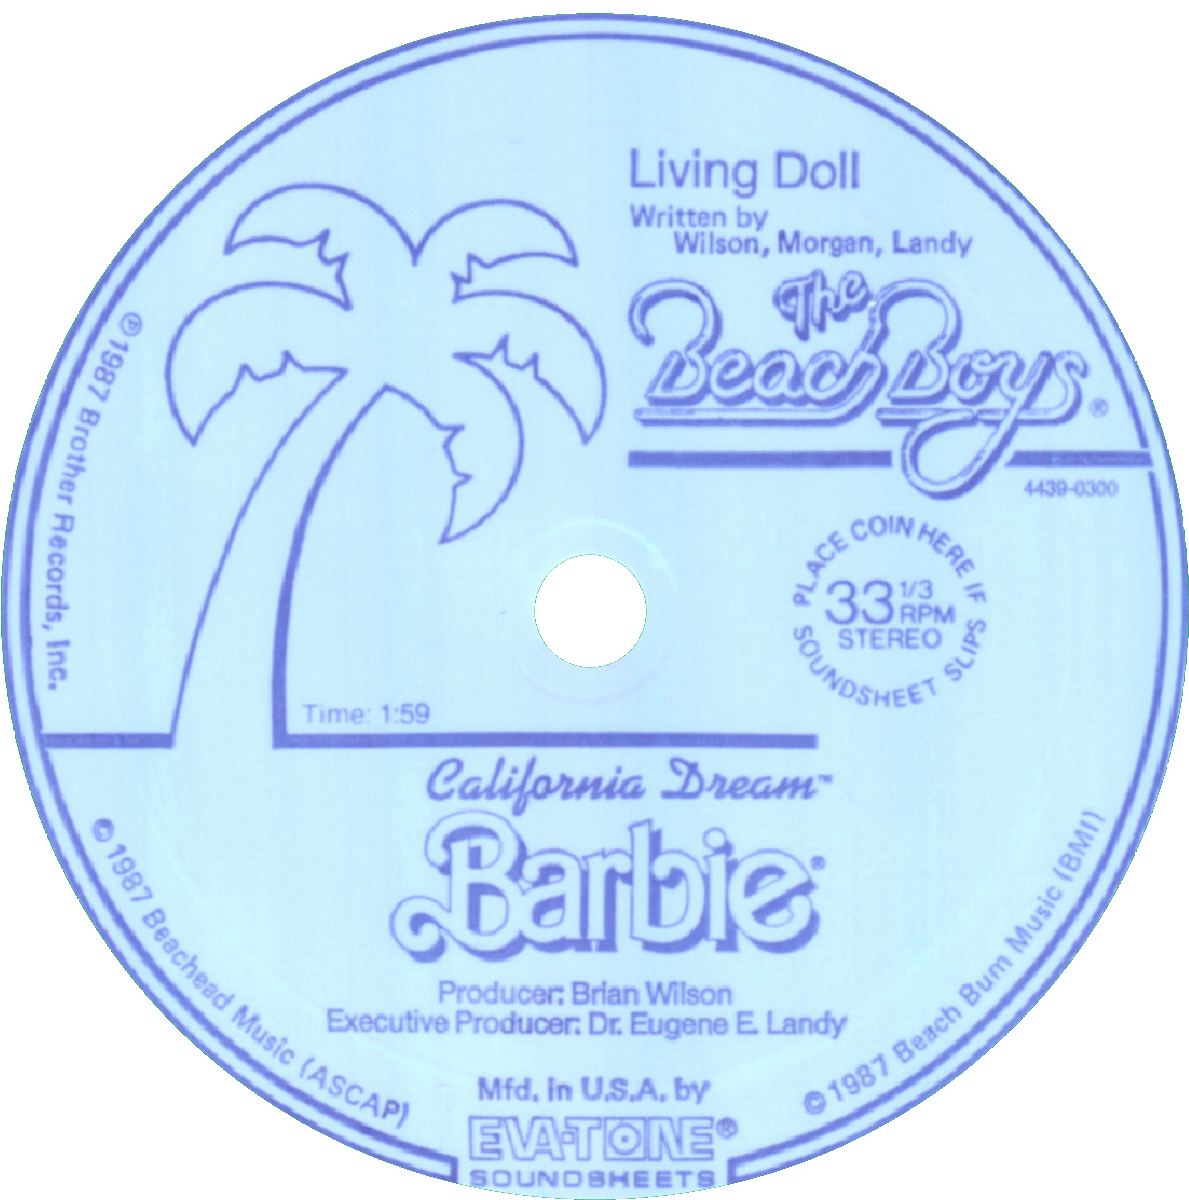 Living Doll
Written by
Wilson, Morgan, Landy
The
Beach Boys®
4439-0300
PLACE COIN HERE IF
SOUNDSHEET SLIPS
33 1/3
RPM
STEREO
℗1987 Brother Records, Inc.
Time: 1:59
California Dream™
Barbie®
Producer: Brian Wilson
Executive Producer: Dr. Eugene E. Landy
©1987 Beachead Music (ASCAP)
©1987 Beach Bum Music (BMI)
Mfd. in U.S.A. by
EVA-TONE®
SOUNDSHEETS